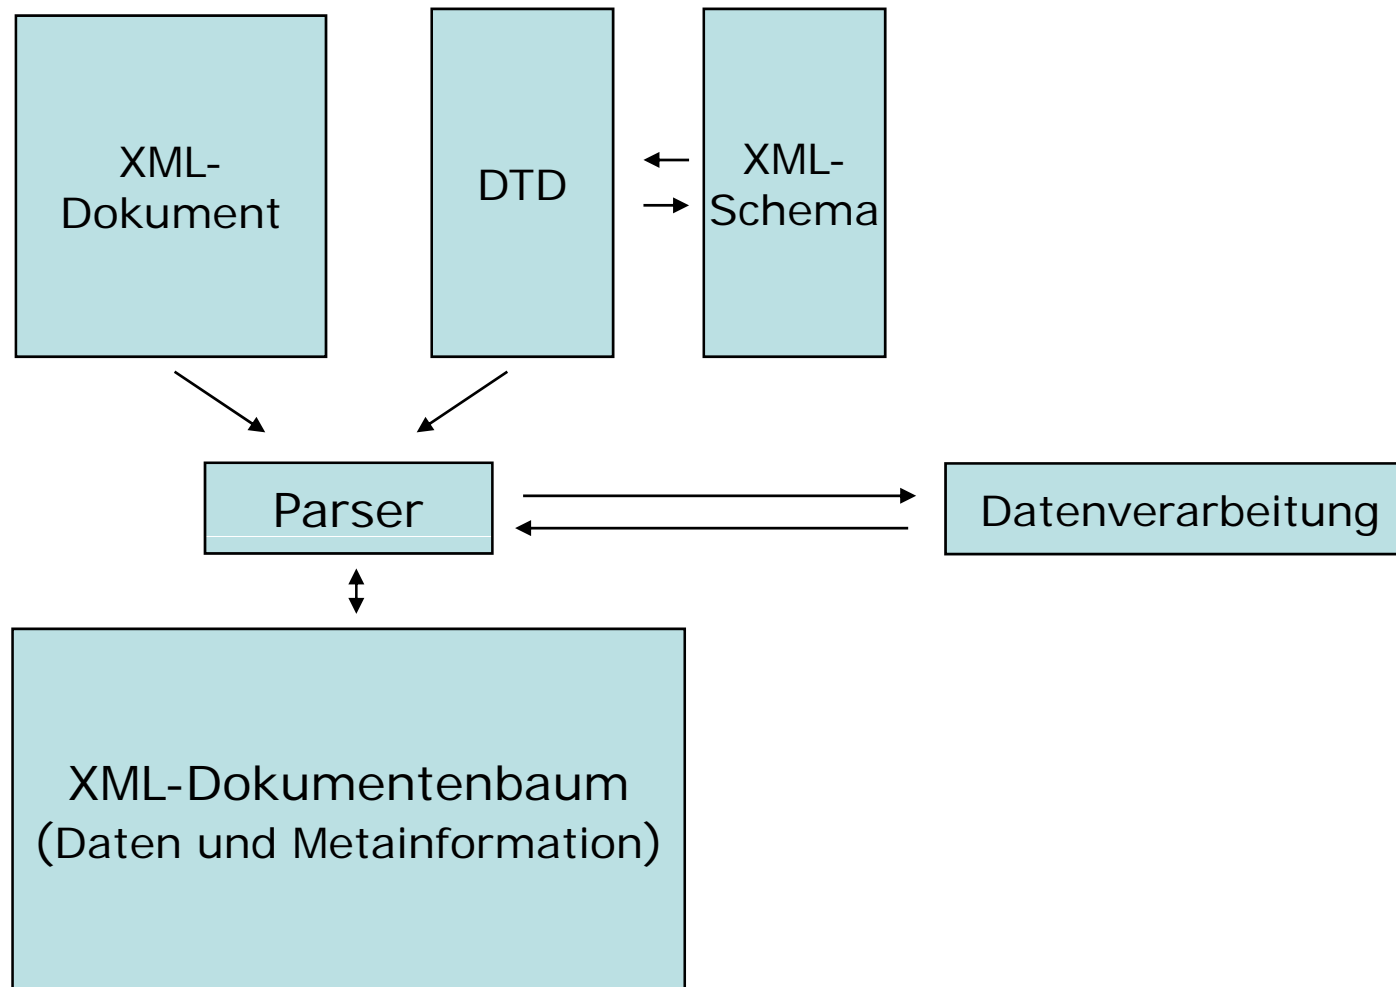 XML-
Dokument
DTD
XML-
Schema
Parser
Datenverarbeitung
XML-Dokumentenbaum
(Daten und Metainformation)